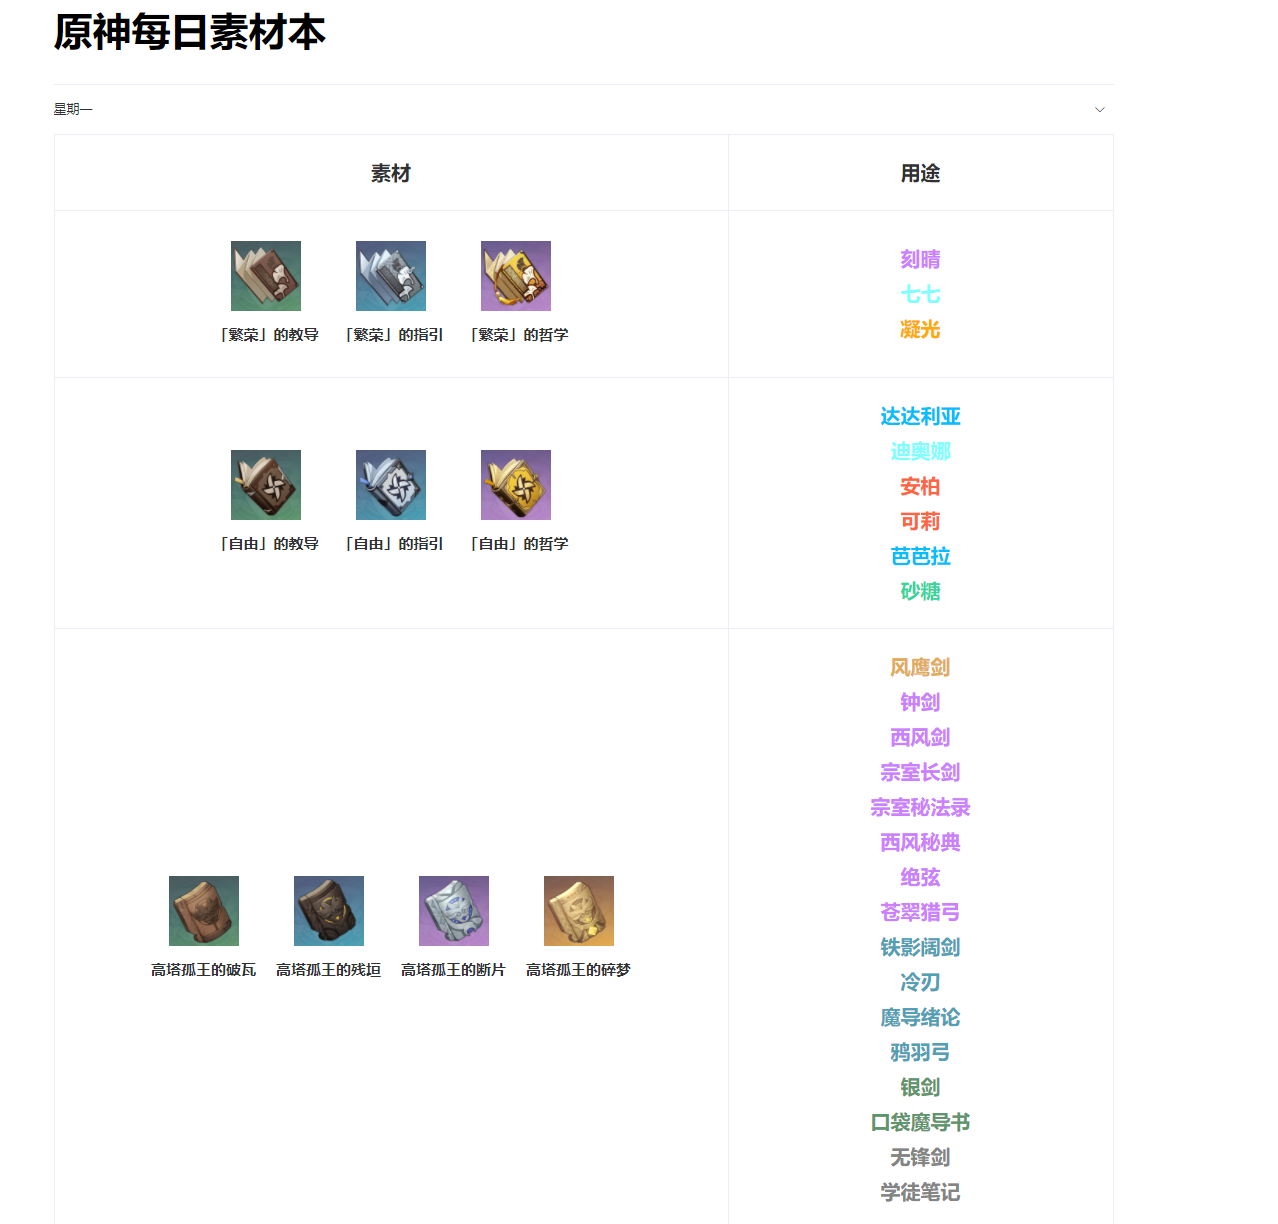 原神每日素材本
星期一
素材 用途
「繁荣」的教导 「繁荣」的指引 「繁荣」的哲学
刻晴
七七
凝光
「自由」的教导 「自由」的指引 「自由」的哲学
达达利亚
迪奥娜
安柏
可莉
芭芭拉
砂糖
高塔孤王的破瓦 高塔孤王的残垣 高塔孤王的断片 高塔孤王的碎梦
风鹰剑
钟剑
西风剑
宗室长剑
宗室秘法录
西风秘典
绝弦
苍翠猎弓
铁影阔剑
冷刃
魔导绪论
鸦羽弓
银剑
口袋魔导书
无锋剑
学徒笔记